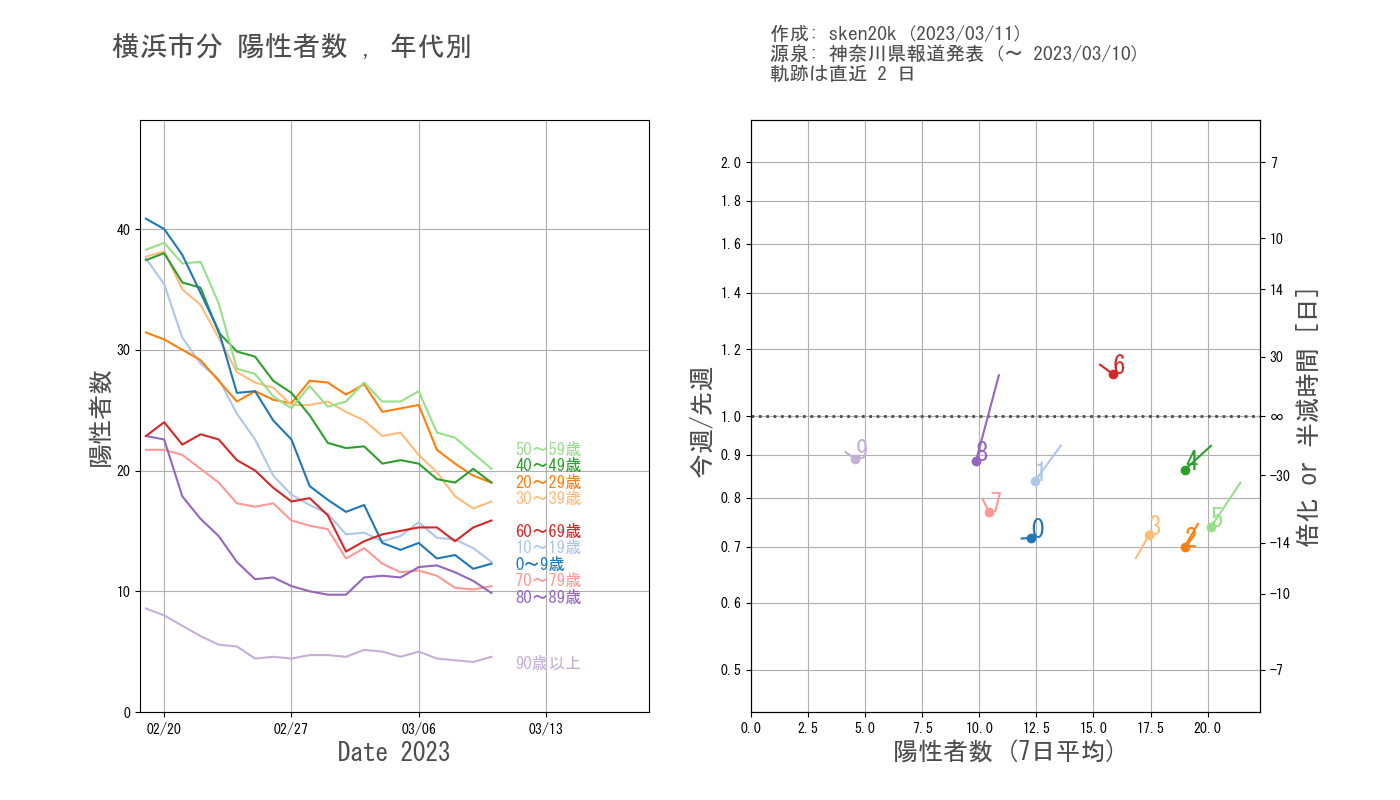 横浜市分 陽性者数 , 年代別
作成: sken20k (2023/03/11)
源泉: 神奈川県報道発表 (～ 2023/03/10)
軌跡は直近 2 日
陽性者数
40
30
20
10
0
02/20
02/27
03/06
03/13
Date 2023
50～59歳
40～49歳
20～29歳
30～39歳
60～69歳
10～19歳
0～9歳
70～79歳
80～89歳
90歳以上
今週/先週
2.0
1.8
1.6
1.4
1.2
1.0
0.9
0.8
0.7
0.6
0.5
6
9
8
1
4
7
0
3
2
5
0.0
2.5
5.0
7.5
10.0
12.5
15.0
17.5
20.0
陽性者数 (7日平均)
7
10
14
30
∞
-30
-14
-10
-7
倍化 or 半減時間 [日]